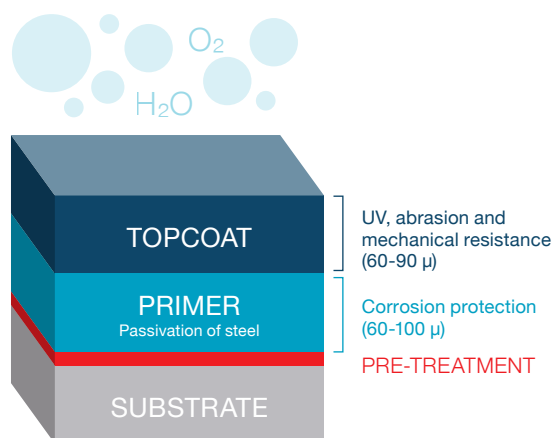 O₂
H₂O
TOPCOAT
UV, abrasion and
mechanical resistance
(60-90 μ)
PRIMER
Passivation of steel
Corrosion protection
(60-100 μ)
PRE-TREATMENT
SUBSTRATE